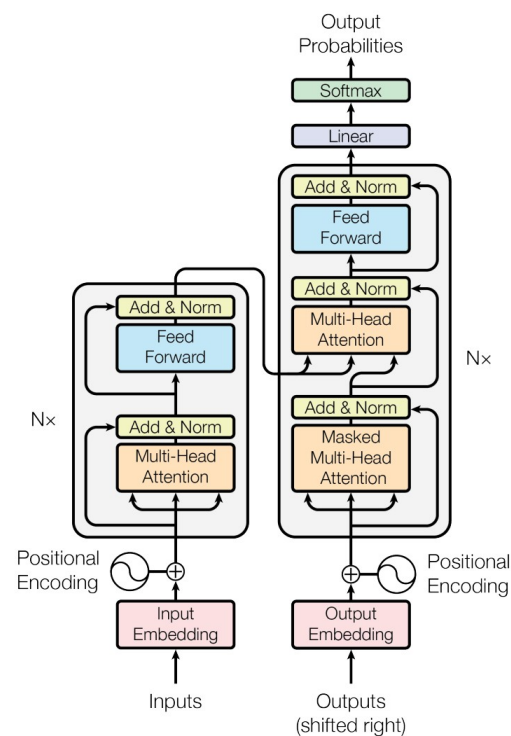 Output
Probabilities
Softmax
Linear
Add & Norm
Feed
Forward
Add & Norm
Multi-Head
Attention
Add & Norm
Masked
Multi-Head
Attention
Nx
Add & Norm
Feed
Forward
Add & Norm
Multi-Head
Attention
N×
Positional
Encoding
Positional
Encoding
Input
Embedding
Output
Embedding
Inputs
Outputs
(shifted right)